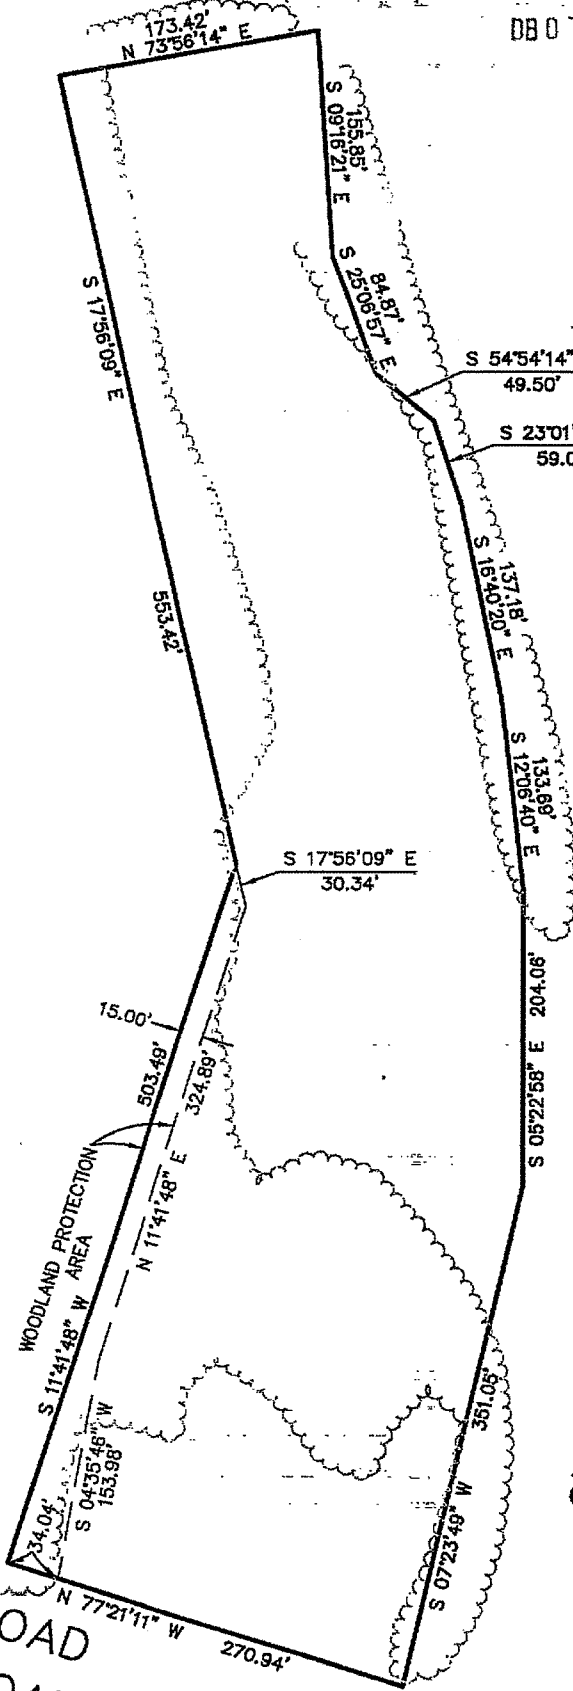 DB 0
173.42'
N 73°56'14" E
155.85'
S 09°16'21" E
84.87'
S 25°06'57" E
S 54°54'14"
49.50'
S 23°01'
59.0
S 17°56'09" E
553.42'
137.18'
S 16°40'20" E
133.69'
S 12°06'40" E
S 17°56'09" E
30.34'
15.00'
503.49'
324.89'
S 05°22'58" E 204.06'
WOODLAND PROTECTION
AREA
N 11°41'48" E
S 11°41'48" W
351.05'
S 07°23'49" W
S 04°35'46" W
153.98'
34.04'
N 77°21'11" W
270.94'
OAD